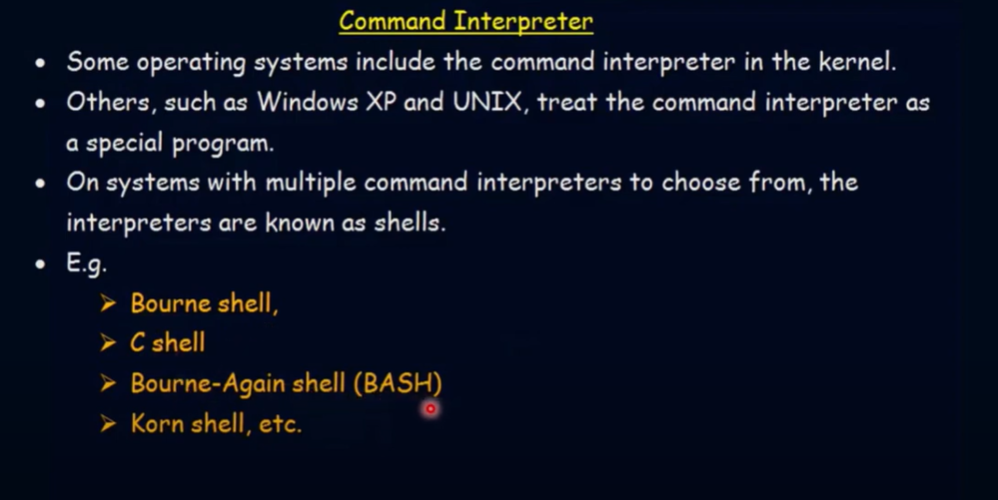 Command Interpreter
• Some operating systems include the command interpreter in the kernel.
• Others, such as Windows XP and UNIX, treat the command interpreter as
a special program.
• On systems with multiple command interpreters to choose from, the
interpreters are known as shells.
• E.g.
➢ Bourne shell,
➢ C shell
➢ Bourne-Again shell (BASH)
➢ Korn shell, etc.